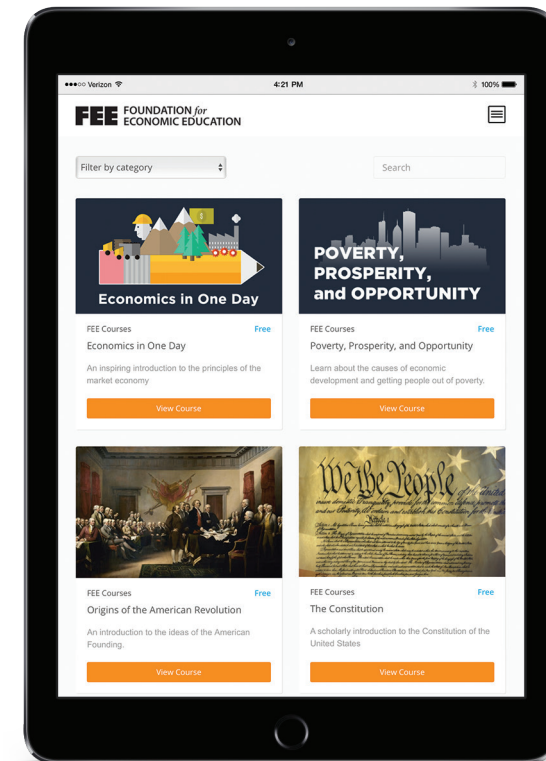 Verizon
4:21 PM
100%
FEE FOUNDATION for
ECONOMIC EDUCATION
Filter by category
Search
Economics in One Day
FEE Courses
Free
Economics in One Day
An inspiring introduction to the principles of the
market economy
View Course
POVERTY,
PROSPERITY,
and OPPORTUNITY
FEE Courses
Free
Poverty, Prosperity, and Opportunity
Learn about the causes of economic
development and getting people out of poverty.
View Course
FEE Courses
Free
Origins of the American Revolution
An introduction to the ideas of the American
Founding.
View Course
We the People
FEE Courses
Free
The Constitution
A scholarly introduction to the Constitution of the
United States
View Course